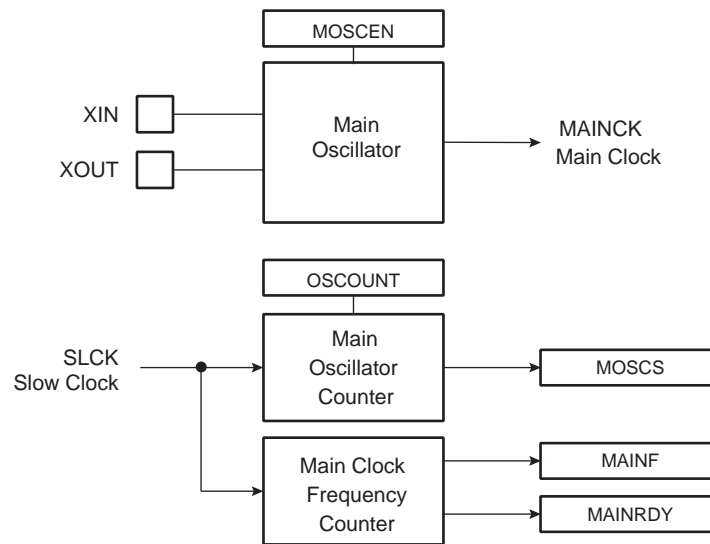 MOSCEN
XIN
XOUT
Main
Oscillator
MAINCK
Main Clock
OSCOUNT
SLCK
Slow Clock
Main
Oscillator
Counter
MOSCS
Main Clock
Frequency
Counter
MAINF
MAINRDY